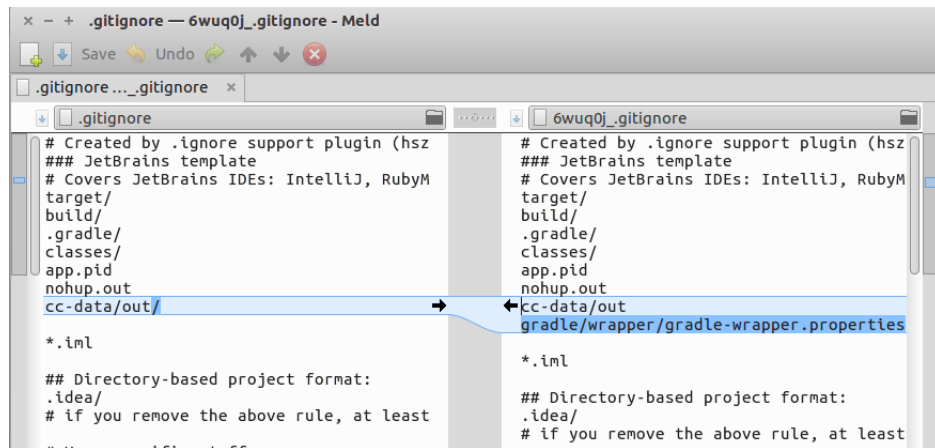 × − + .gitignore — 6wuq0j_.gitignore - Meld
Save Undo
.gitignore ... _.gitignore ×
.gitignore
# Created by .ignore support plugin (hsz
### JetBrains template
# Covers JetBrains IDEs: IntelliJ, RubyM
target/
build/
.gradle/
classes/
app.pid
nohup.out
cc-data/out/
*.iml
## Directory-based project format:
.idea/
# if you remove the above rule, at least
6wuq0j_.gitignore
# Created by .ignore support plugin (hsz
### JetBrains template
# Covers JetBrains IDEs: IntelliJ, RubyM
target/
build/
.gradle/
classes/
app.pid
nohup.out
cc-data/out
gradle/wrapper/gradle-wrapper.properties
*.iml
## Directory-based project format:
.idea/
# if you remove the above rule, at least